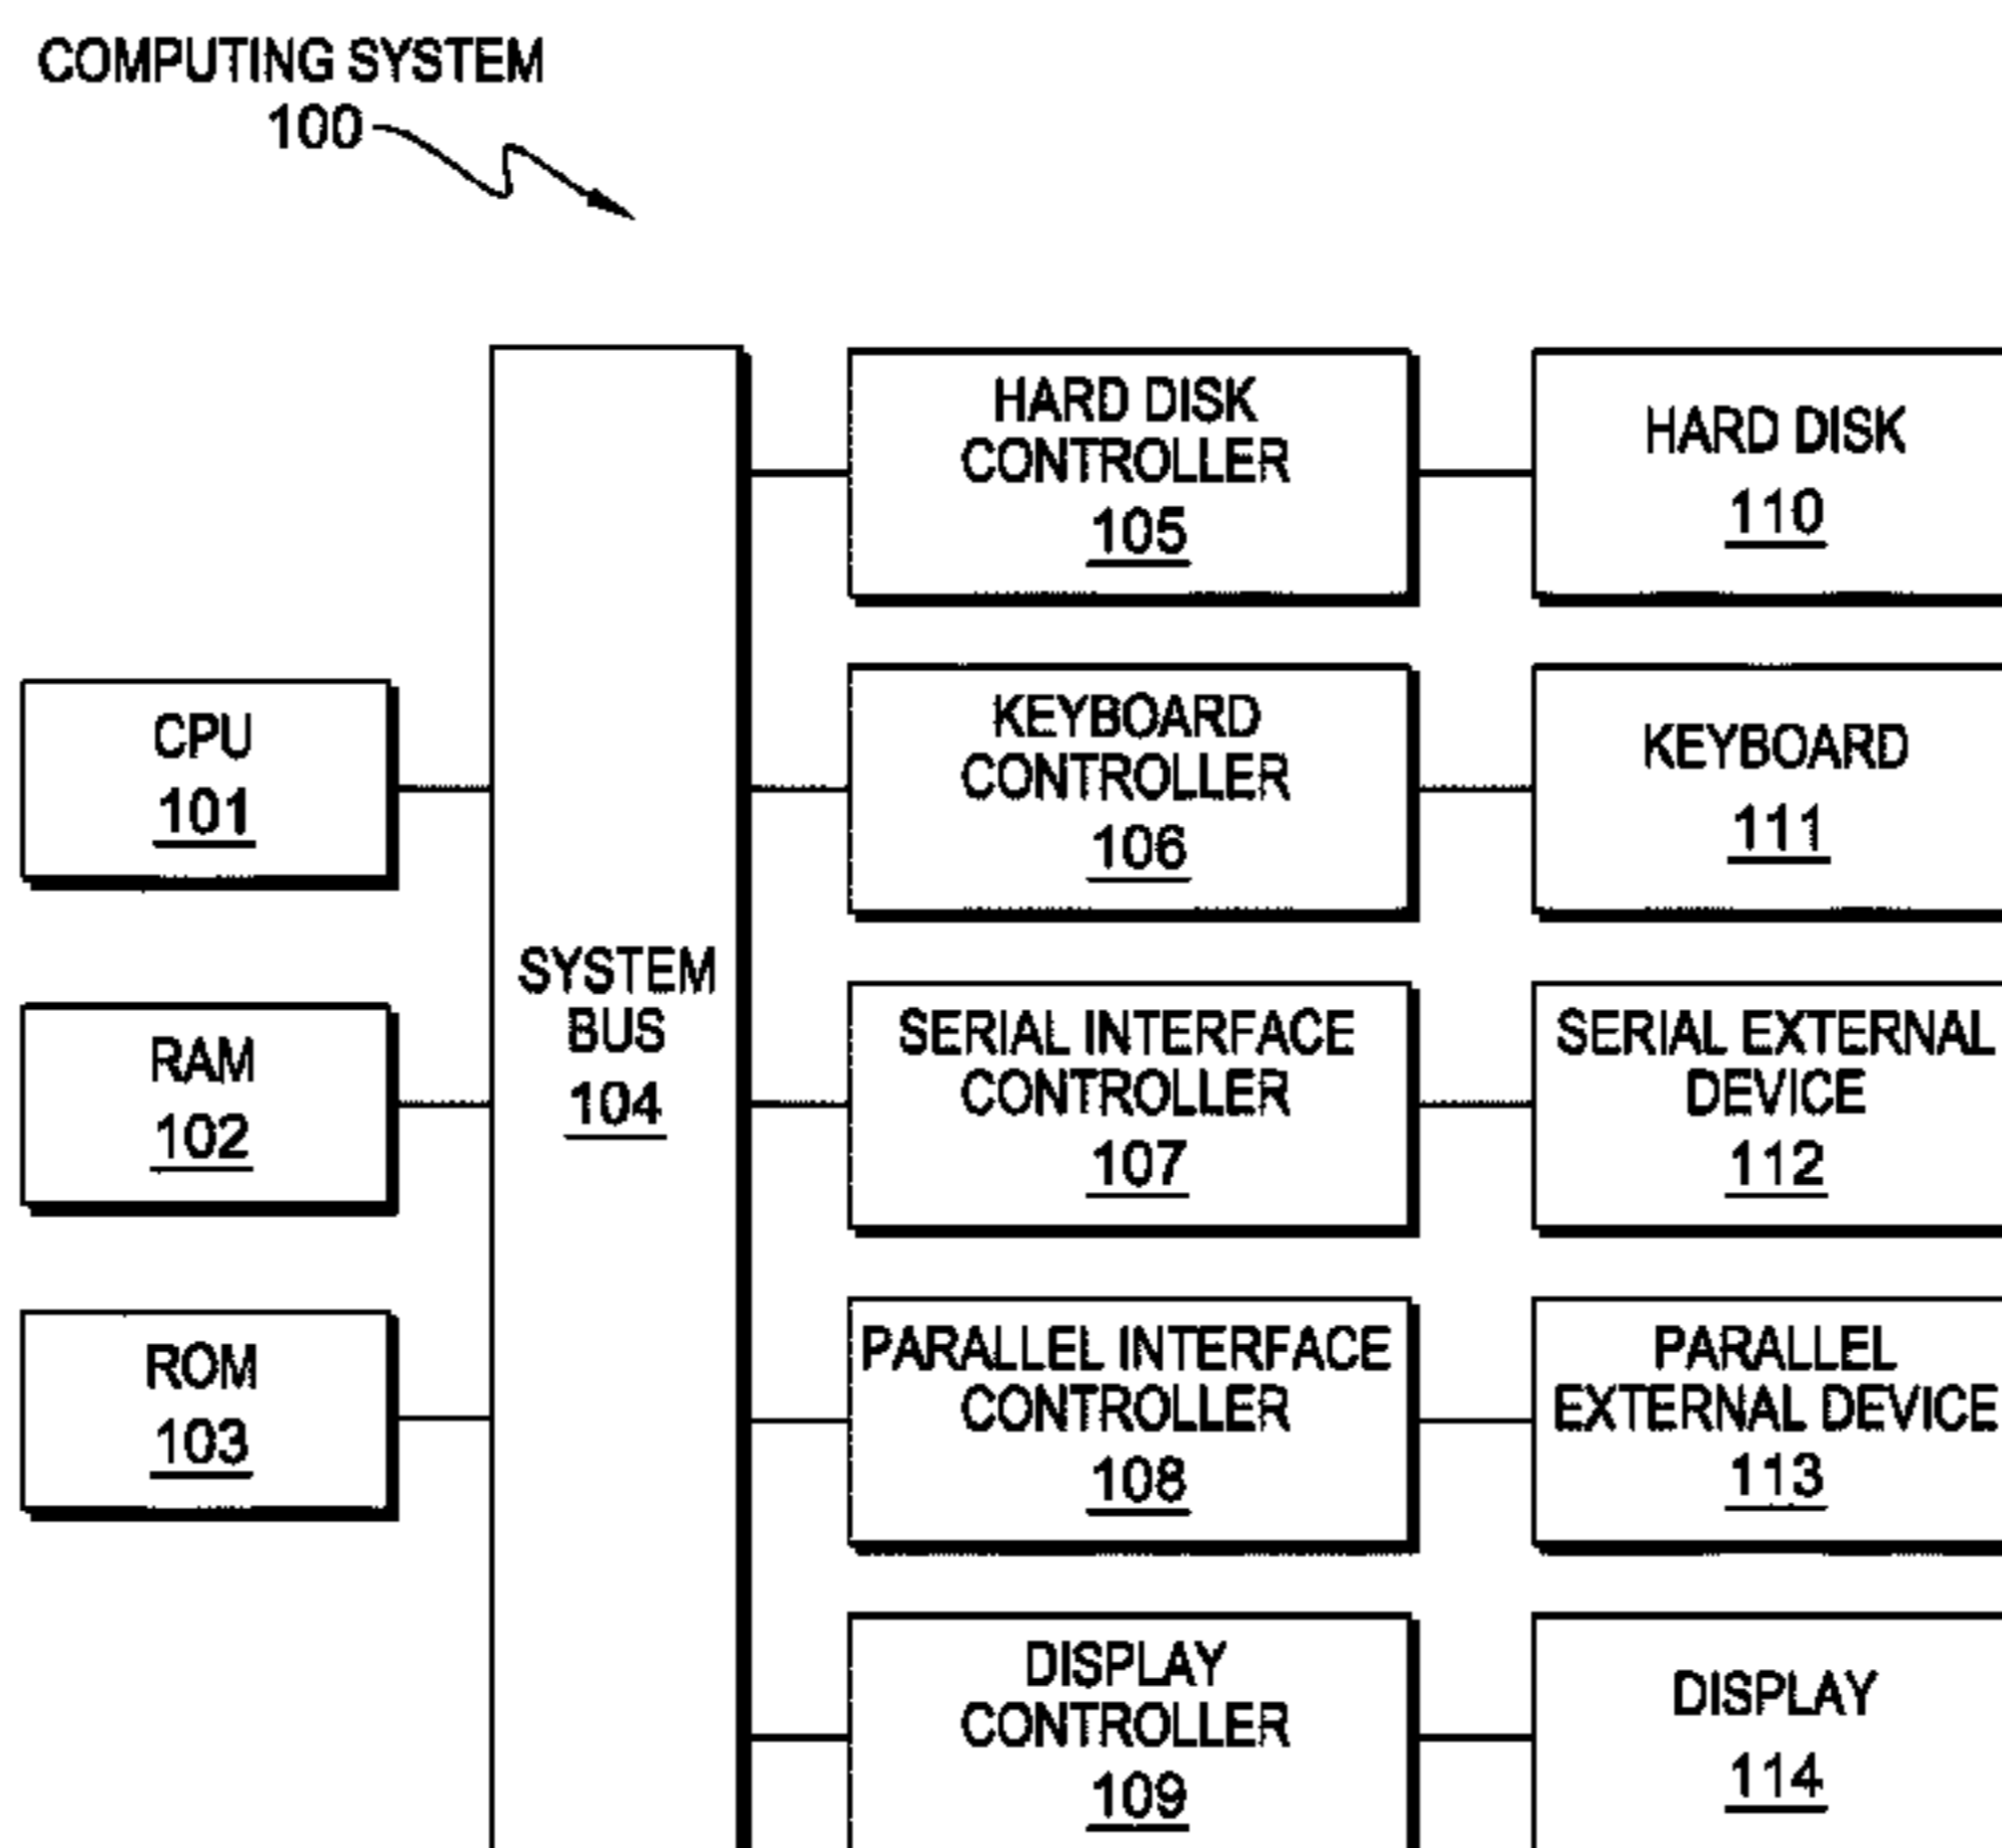 COMPUTING SYSTEM
100
CPU
101
RAM
102
ROM
103
SYSTEM
BUS
104
HARD DISK
CONTROLLER
105
KEYBOARD
CONTROLLER
106
SERIAL INTERFACE
CONTROLLER
107
PARALLEL INTERFACE
CONTROLLER
108
DISPLAY
CONTROLLER
109
HARD DISK
110
KEYBOARD
111
SERIAL EXTERNAL
DEVICE
112
PARALLEL
EXTERNAL DEVICE
113
DISPLAY
114